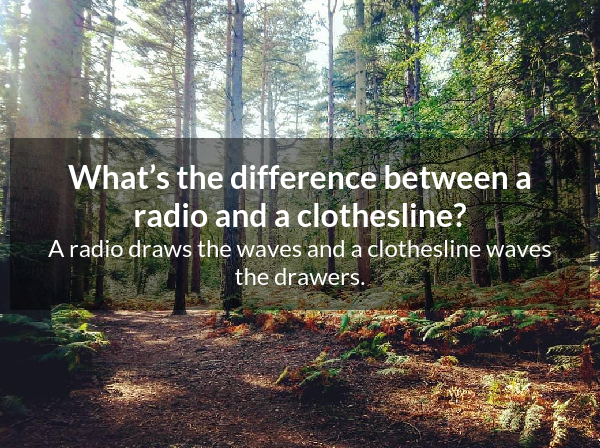 What’s the difference between a
radio and a clothesline?
A radio draws the waves and a clothesline waves
the drawers.